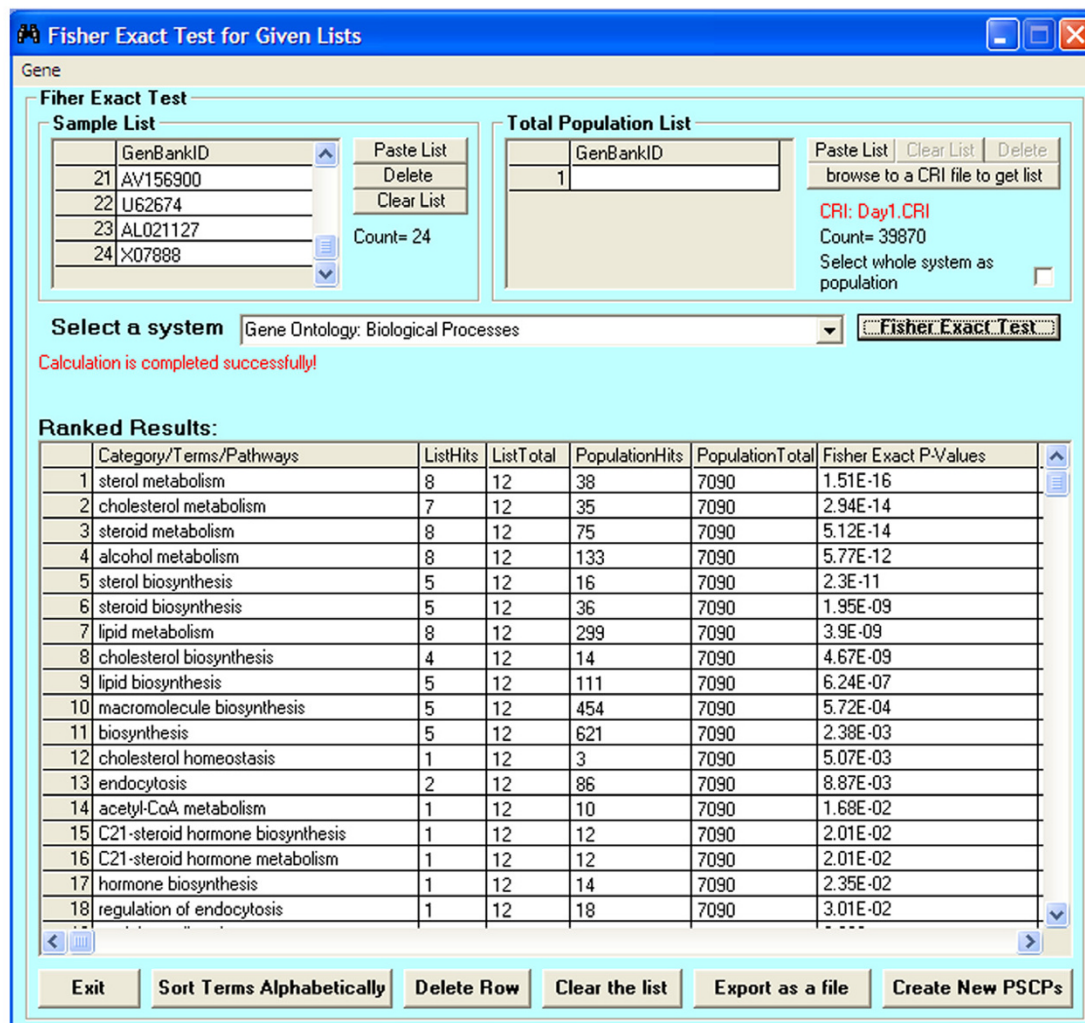 Fisher Exact Test for Given Lists
Gene
Fiher Exact Test
Sample List
GenBankID
21 AV156900
22 U62674
23 AL021127
24 X07888
Paste List
Delete
Clear List
Count= 24
Total Population List
GenBankID
1
Paste List Clear List Delete
browse to a CRI file to get list
CRI: Day1.CRI
Count= 39870
Select whole system as
population
Select a system Gene Ontology: Biological Processes Fisher Exact Test
Calculation is completed successfully!
Ranked Results:
Category/Terms/Pathways ListHits ListTotal PopulationHits PopulationTotal Fisher Exact P-Values
1 sterol metabolism 8 12 38 7090 1.51E-16
2 cholesterol metabolism 7 12 35 7090 2.94E-14
3 steroid metabolism 8 12 75 7090 5.12E-14
4 alcohol metabolism 8 12 133 7090 5.77E-12
5 sterol biosynthesis 5 12 16 7090 2.3E-11
6 steroid biosynthesis 5 12 36 7090 1.95E-09
7 lipid metabolism 8 12 299 7090 3.9E-09
8 cholesterol biosynthesis 4 12 14 7090 4.67E-09
9 lipid biosynthesis 5 12 111 7090 6.24E-07
10 macromolecule biosynthesis 5 12 454 7090 5.72E-04
11 biosynthesis 5 12 621 7090 2.38E-03
12 cholesterol homeostasis 1 12 3 7090 5.07E-03
13 endocytosis 2 12 86 7090 8.87E-03
14 acetyl-CoA metabolism 1 12 10 7090 1.68E-02
15 C21-steroid hormone biosynthesis 1 12 12 7090 2.01E-02
16 C21-steroid hormone metabolism 1 12 12 7090 2.01E-02
17 hormone biosynthesis 1 12 14 7090 2.35E-02
18 regulation of endocytosis 1 12 18 7090 3.01E-02
Exit Sort Terms Alphabetically Delete Row Clear the list Export as a file Create New PSCPs